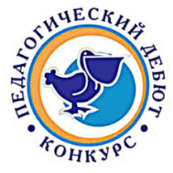 ПЕДАГОГИЧЕСКИЙ ДЕБЮТ
КОНКУРС